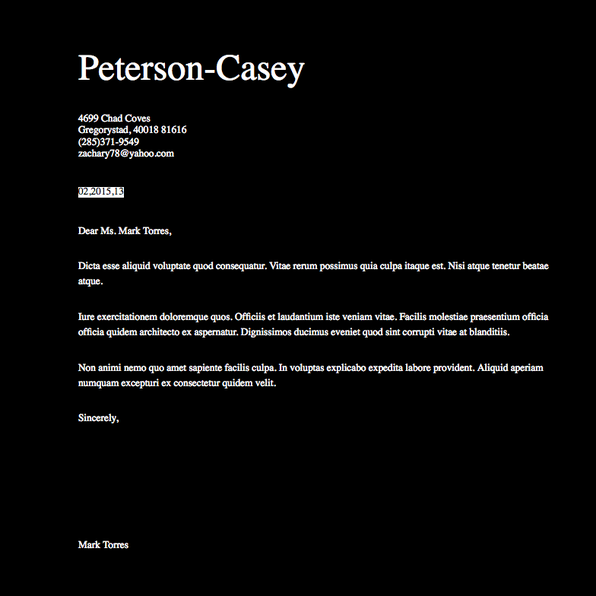 Peterson-Casey
4699 Chad Coves
Gregorystad, 40018 81616
(285)371-9549
zachary78@yahoo.com
02,2015,13
Dear Ms. Mark Torres,
Dicta esse aliquid voluptate quod consequatur. Vitae rerum possimus quia culpa itaque est. Nisi atque tenetur beatae
atque.
Iure exercitationem doloremque quos. Officiis et laudantium iste veniam vitae. Facilis molestiae praesentium officia
officia quidem architecto ex aspernatur. Dignissimos ducimus eveniet quod sint corrupti vitae at blanditiis.
Non animi nemo quo amet sapiente facilis culpa. In voluptas explicabo expedita labore provident. Aliquid aperiam
numquam excepturi ex consectetur quidem velit.
Sincerely,
Mark Torres